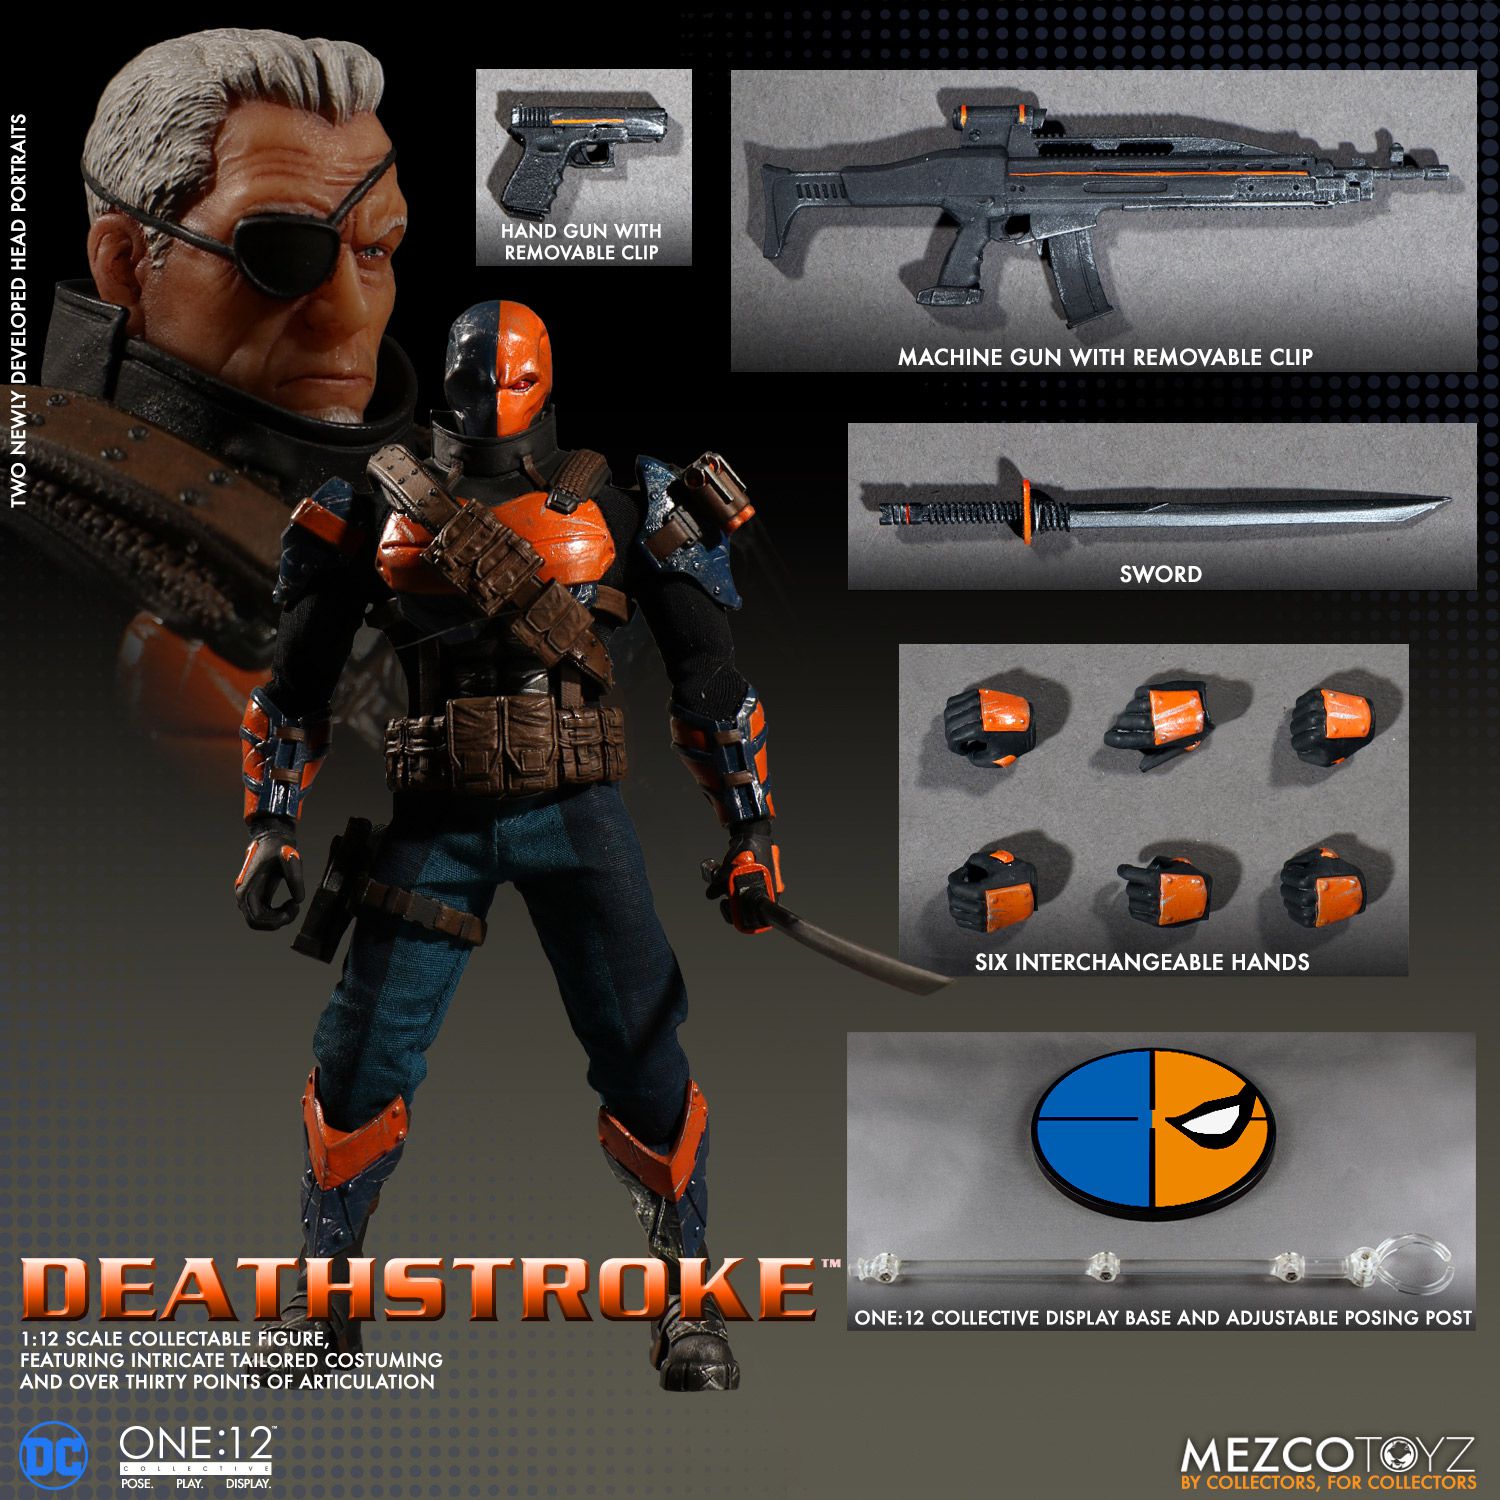 TWO NEWLY DEVELOPED HEAD PORTRAITS
HAND GUN WITH
REMOVABLE CLIP
MACHINE GUN WITH REMOVABLE CLIP
SWORD
SIX INTERCHANGEABLE HANDS
ONE:12 COLLECTIVE DISPLAY BASE AND ADJUSTABLE POSING POST
DEATHSTROKE™
1:12 SCALE COLLECTABLE FIGURE,
FEATURING INTRICATE TAILORED COSTUMING
AND OVER THIRTY POINTS OF ARTICULATION
DC
ONE:12™
COLLECTIVE
POSE. PLAY. DISPLAY.
MEZCOTOYZ
BY COLLECTORS, FOR COLLECTORS